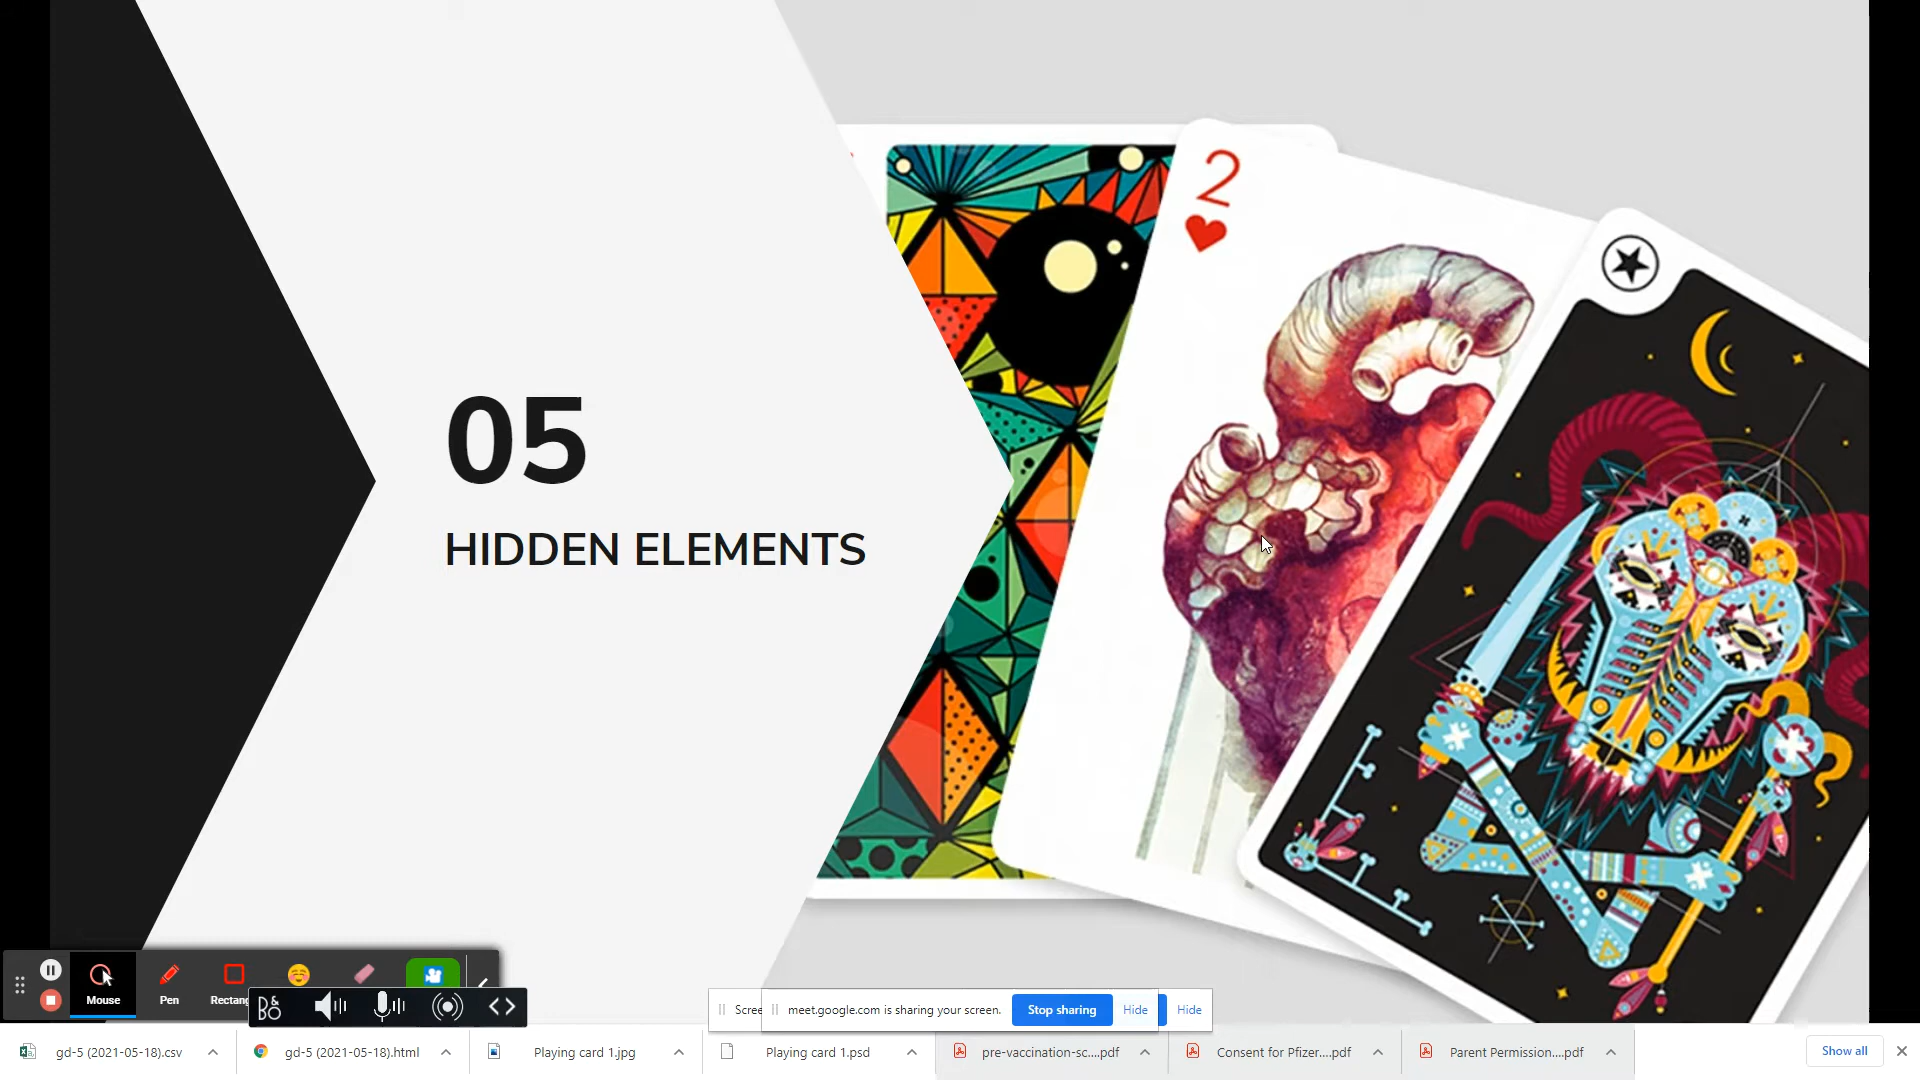 05
HIDDEN ELEMENTS
2
Mouse
Pen
Rectang
B&O
Scree
meet.google.com is sharing your screen.
Stop sharing
Hide
Hide
gd-5 (2021-05-18).csv
gd-5 (2021-05-18).html
Playing card 1.jpg
Playing card 1.psd
pre-vaccination-sc....pdf
Consent for Pfizer....pdf
Parent Permission....pdf
Show all